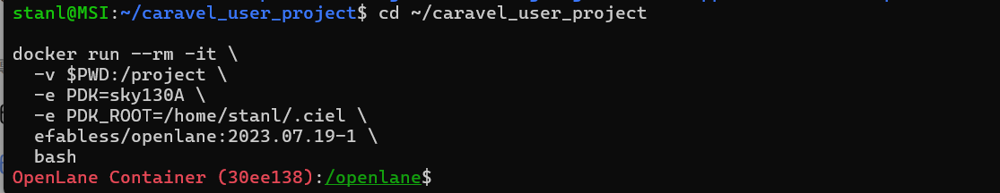 stanl@MSI:~/caravel_user_project$ cd ~/caravel_user_project
docker run --rm -it \
-v $PWD:/project \
-e PDK=sky130A \
-e PDK_ROOT=/home/stanl/.ciel \
efabless/openlane:2023.07.19-1 \
bash
OpenLane Container (30ee138):/openlane$